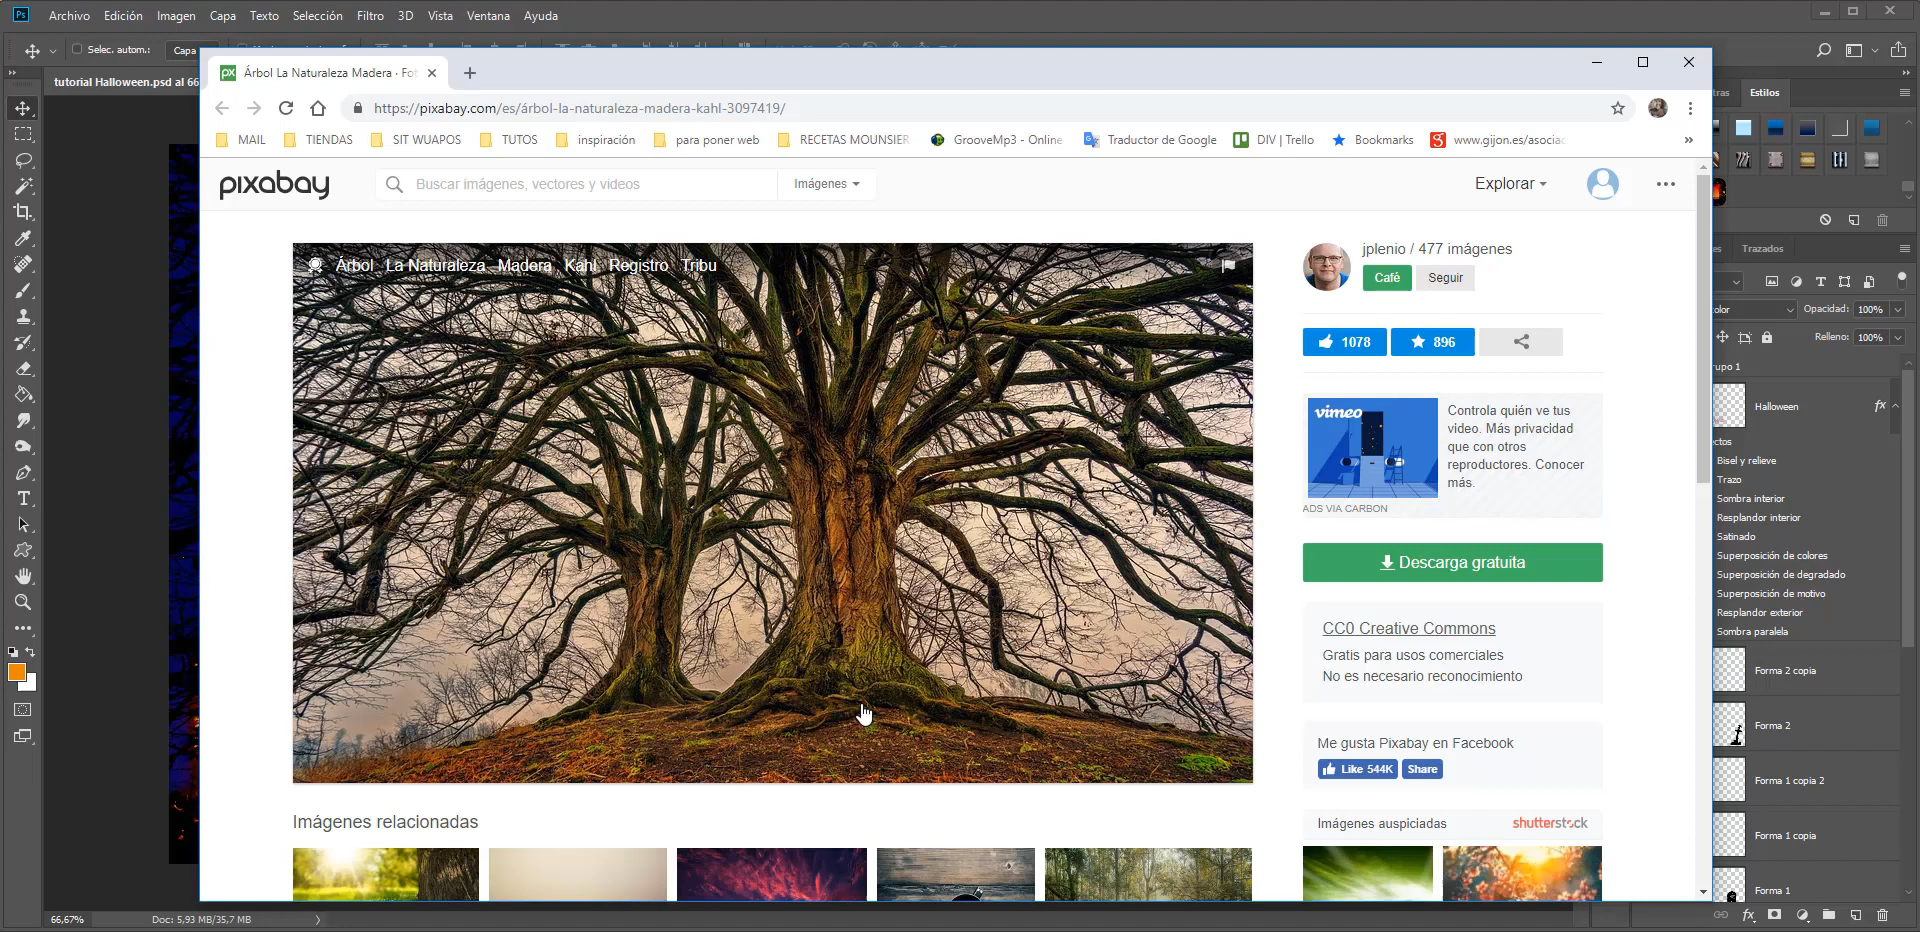 Ps Archivo Edición Imagen Capa Texto Selección Filtro 3D Vista Ventana Ayuda
Selec. autom.: Capa
tutorial Halloween.psd al 66
Árbol La Naturaleza Madera · Fot
Estilos
https://pixabay.com/es/árbol-la-naturaleza-madera-kahl-3097419/
MAIL TIENDAS SIT WUAPOS TUTOS inspiración para poner web RECETAS MOUNSIER GrooveMp3 - Online Traductor de Google DIV | Trello Bookmarks www.gijon.es/asociac
pixabay Buscar imágenes, vectores y videos Imágenes Explorar
Árbol La Naturaleza Madera Kahl Registro Tribu
jplenio / 477 imágenes
Café Seguir
1078 896
vimeo
Controla quién ve tus
video. Más privacidad
que con otros
reproductores. Conocer
más.
ADS VIA CARBON
Descarga gratuita
CC0 Creative Commons
Gratis para usos comerciales
No es necesario reconocimiento
Me gusta Pixabay en Facebook
Like 544K Share
Imágenes auspiciadas shutterstock
Imágenes relacionadas
Trazados
Opacidad: 100%
Relleno: 100%
rupo 1
Halloween fx
ectos
Bisel y relieve
Trazo
Sombra interior
Resplandor interior
Satinado
Superposición de colores
Superposición de degradado
Superposición de motivo
Resplandor exterior
Sombra paralela
Forma 2 copia
Forma 2
Forma 1 copia 2
Forma 1 copia
Forma 1
66,67% Doc: 5,93 MB/35,7 MB